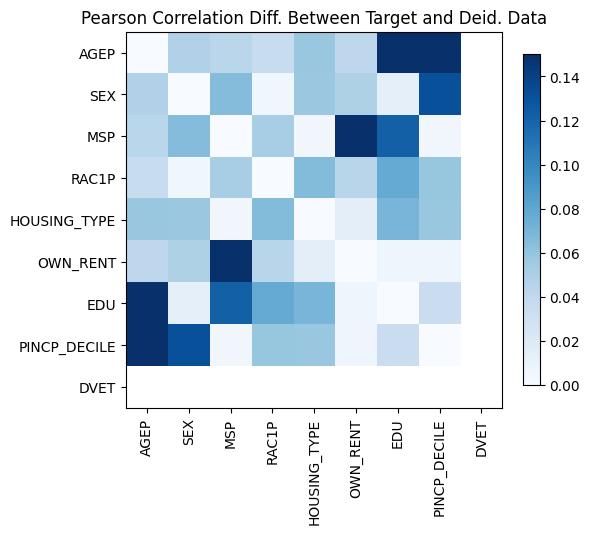 Pearson Correlation Diff. Between Target and Deid. Data
AGEP
SEX
MSP
RAC1P
HOUSING_TYPE
OWN_RENT
EDU
PINCP_DECILE
DVET
AGEP
SEX
MSP
RAC1P
HOUSING_TYPE
OWN_RENT
EDU
PINCP_DECILE
DVET
0.14
0.12
0.10
0.08
0.06
0.04
0.02
0.00